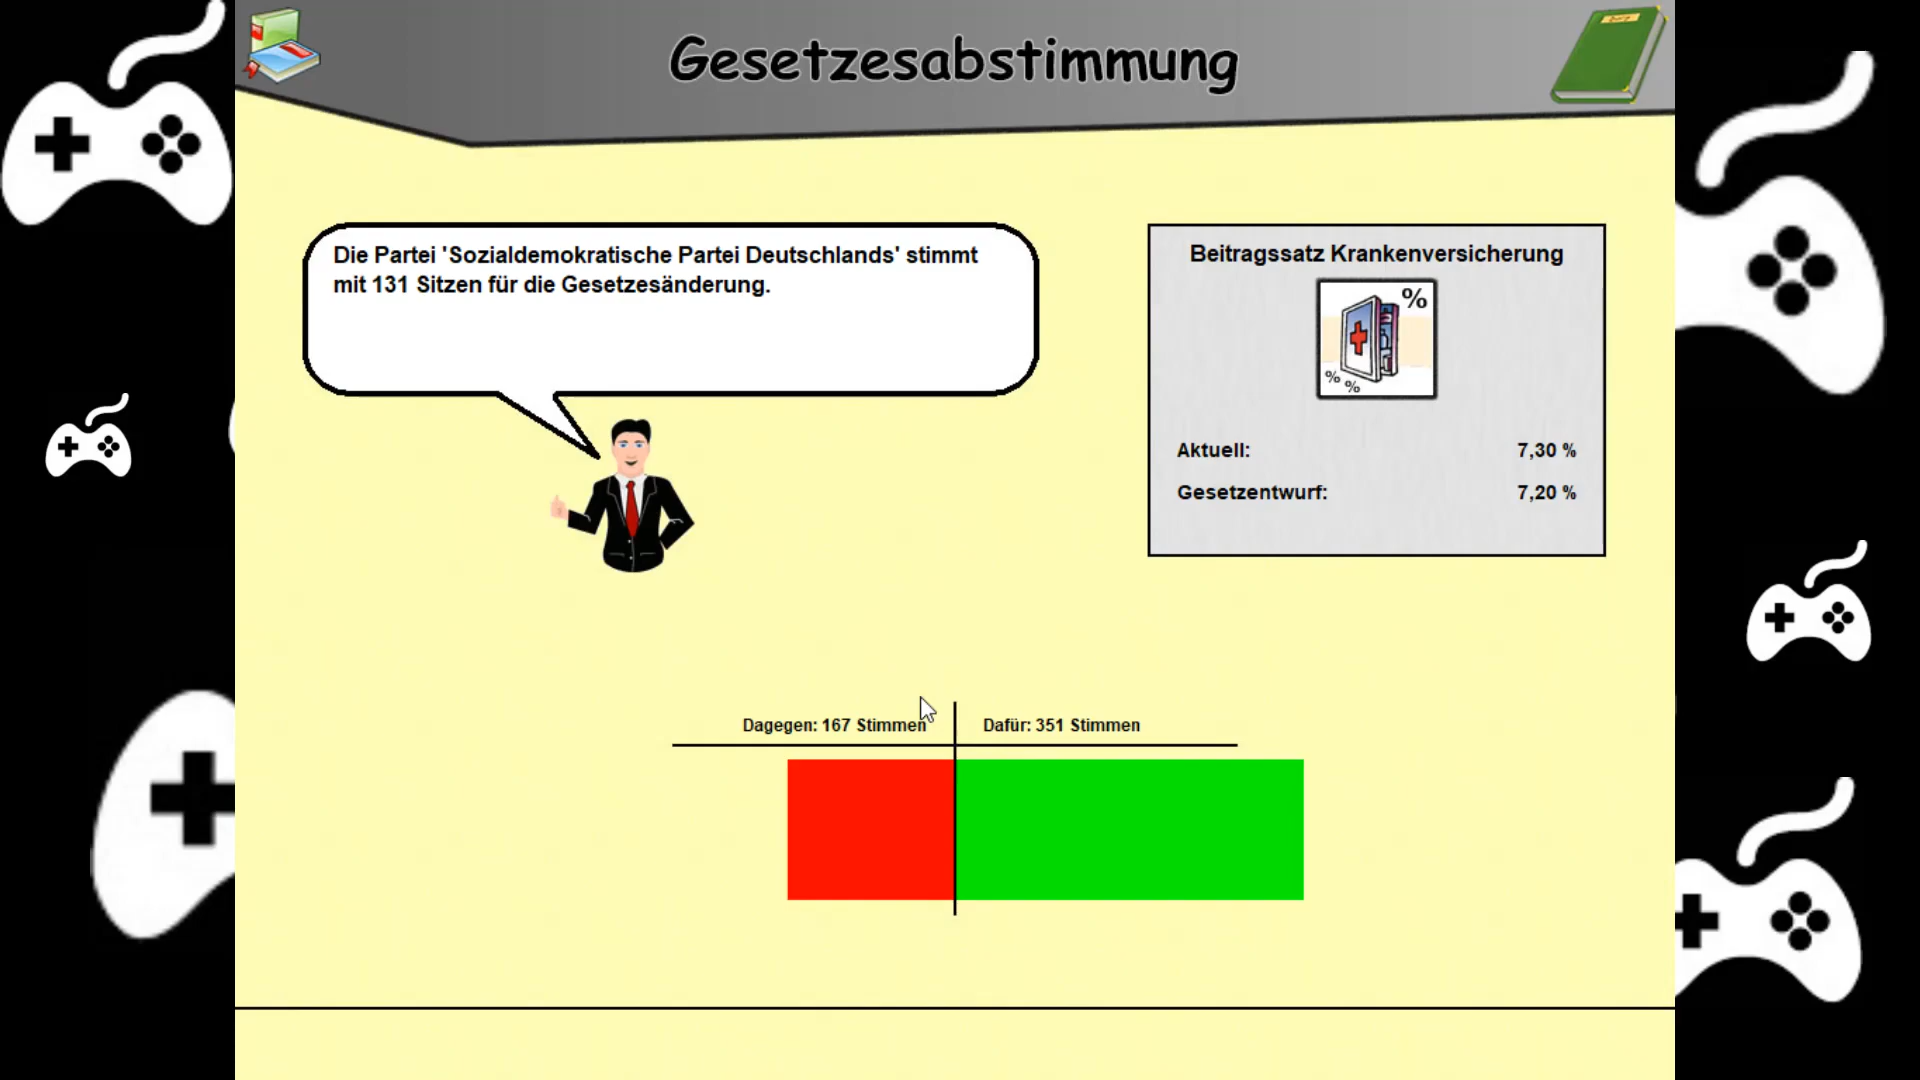 Gesetzesabstimmung
Die Partei 'Sozialdemokratische Partei Deutschlands' stimmt
mit 131 Sitzen für die Gesetzesänderung.
Beitragssatz Krankenversicherung
%
% %
Aktuell: 7,30 %
Gesetzentwurf: 7,20 %
Dagegen: 167 Stimmen Dafür: 351 Stimmen